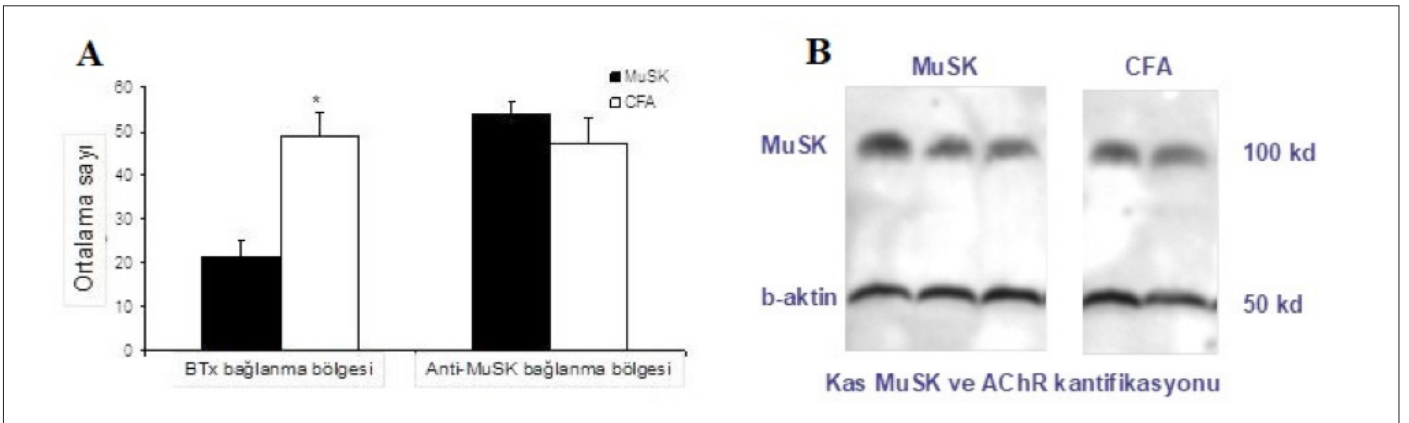 A
* 
MuSK
CFA
60
50
40
30
20
10
0
Ortalama sayı
BTx bağlanma bölgesi
Anti-MuSK bağlanma bölgesi
B
MuSK CFA
MuSK 100 kd
b-aktin 50 kd
Kas MuSK ve AChR kantifikasyonu